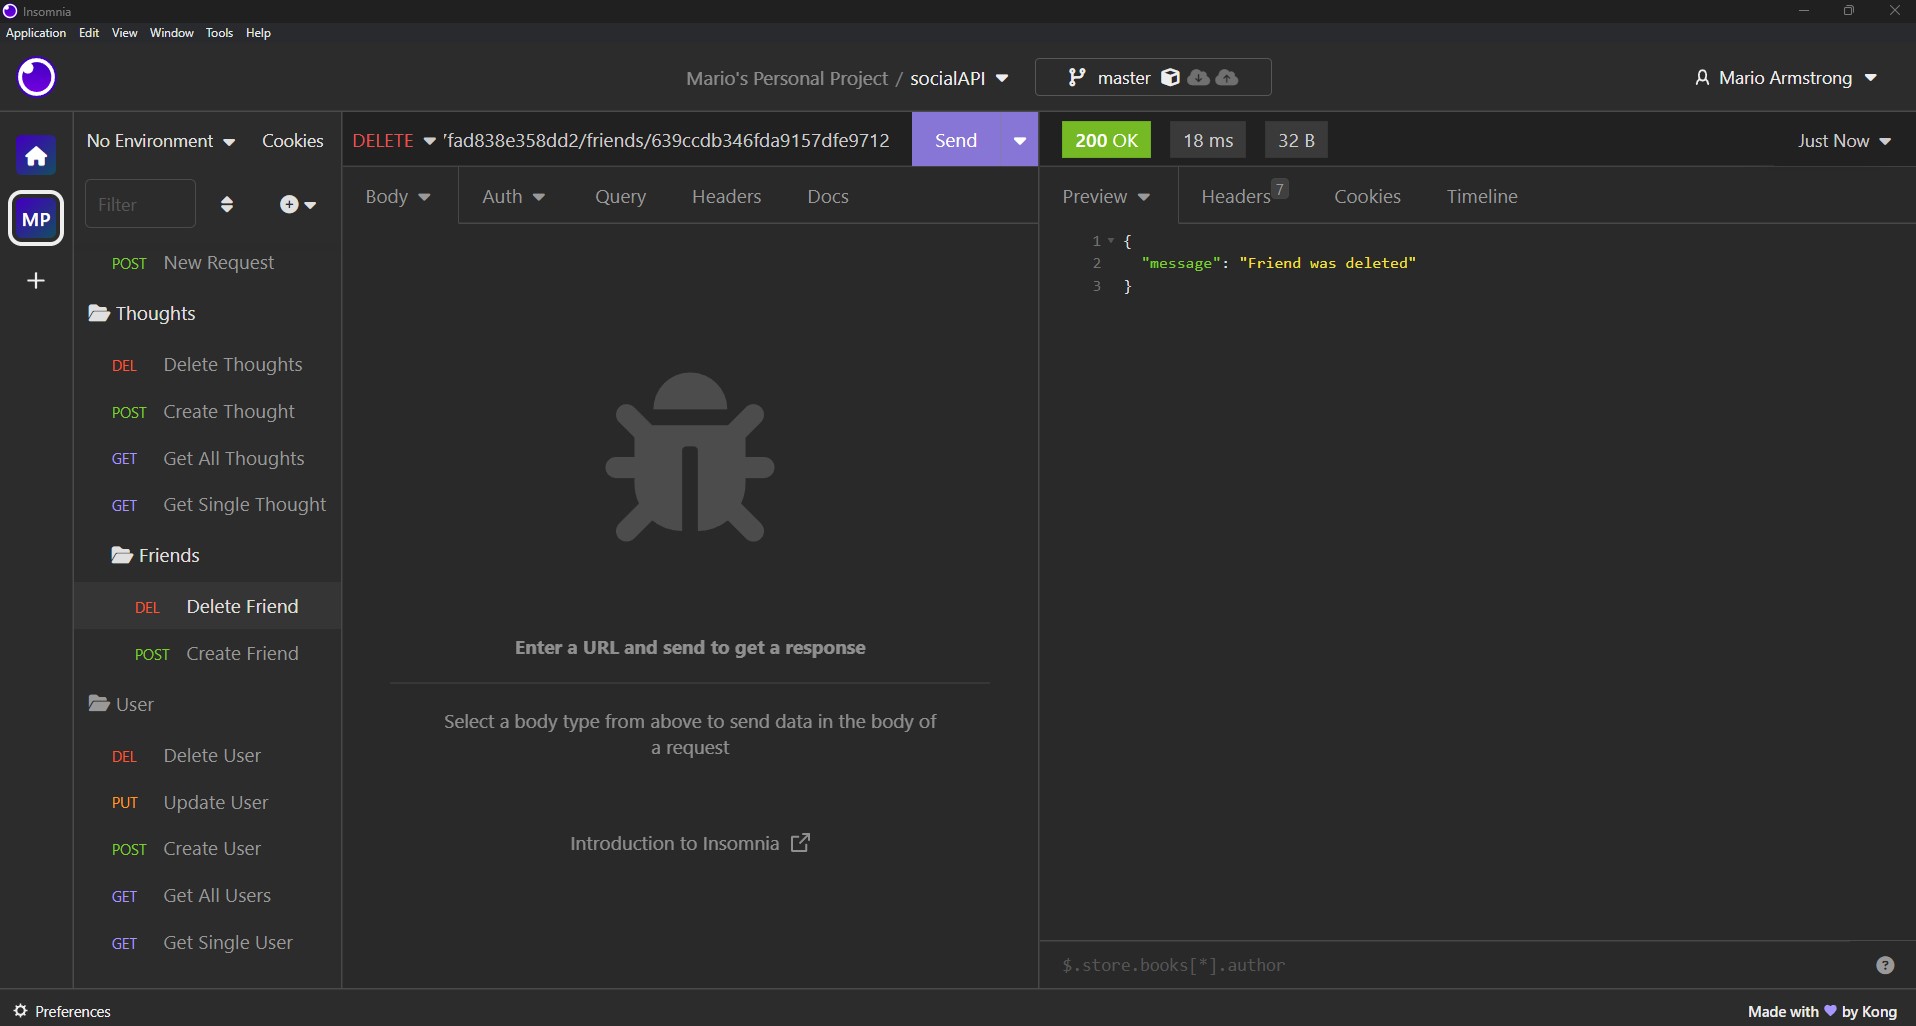 Insomnia
Application Edit View Window Tools Help
Mario's Personal Project / socialAPI master Mario Armstrong
No Environment Cookies
DELETE 'fad838e358dd2/friends/639ccdb346fda9157dfe9712 Send
200 OK 18 ms 32 B Just Now
MP
Filter
POST New Request
Thoughts
DEL Delete Thoughts
POST Create Thought
GET Get All Thoughts
GET Get Single Thought
Friends
DEL Delete Friend
POST Create Friend
User
DEL Delete User
PUT Update User
POST Create User
GET Get All Users
GET Get Single User
Body Auth Query Headers Docs
Enter a URL and send to get a response
Select a body type from above to send data in the body of
a request
Introduction to Insomnia
Preview Headers 7 Cookies Timeline
1 {
2 "message": "Friend was deleted"
3 }
$.store.books[*].author ?
Preferences
Made with 💜 by Kong